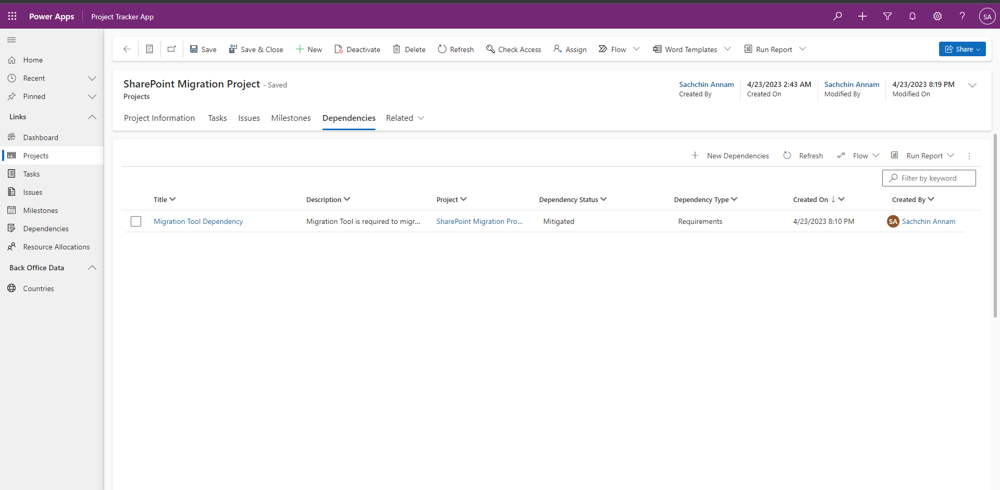 Power Apps Project Tracker App SA
Save Save & Close New Deactivate Delete Refresh Check Access Assign Flow Word Templates Run Report Share
Home
Recent
Pinned
Links
Dashboard
Projects
Tasks
Issues
Milestones
Dependencies
Resource Allocations
Back Office Data
Countries
SharePoint Migration Project - Saved
Projects
Sachchin Annam 4/23/2023 2:43 AM Sachchin Annam 4/23/2023 8:19 PM
Created By Created On Modified By Modified On
Project Information Tasks Issues Milestones Dependencies Related
New Dependencies Refresh Flow Run Report
Filter by keyword
Title Description Project Dependency Status Dependency Type Created On Created By
Migration Tool Dependency Migration Tool is required to migr... SharePoint Migration Pro... Mitigated Requirements 4/23/2023 8:10 PM SA Sachchin Annam